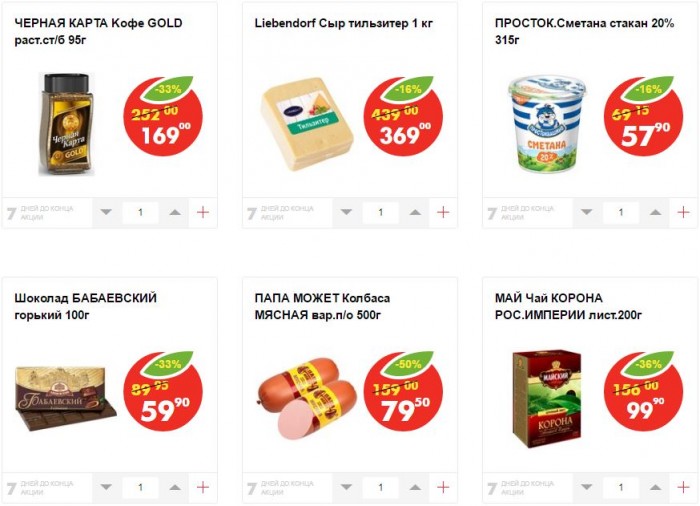 ЧЕРНАЯ КАРТА Кофе GOLD
раст.ст/б 95г
Черная
Карта
GOLD
-33%
252 00
169 00
7 ДНЕЙ ДО КОНЦА
АКЦИИ
1
+
Liebendorf Сыр тильзитер 1 кг
Тильзитер
-16%
439 00
369 00
7 ДНЕЙ ДО КОНЦА
АКЦИИ
1
+
ПРОСТОК.Сметана стакан 20%
315г
ПРОСТОКВАШИНО
СМЕТАНА
20%
-16%
69 15
57 90
7 ДНЕЙ ДО КОНЦА
АКЦИИ
1
+
Шоколад БАБАЕВСКИЙ
горький 100г
Бабаевский
-33%
89 95
59 90
7 ДНЕЙ ДО КОНЦА
АКЦИИ
1
+
ПАПА МОЖЕТ Колбаса
МЯСНАЯ вар.п/о 500г
-50%
159 00
79 50
7 ДНЕЙ ДО КОНЦА
АКЦИИ
1
+
МАЙ Чай КОРОНА
РОС.ИМПЕРИИ лист.200г
МАЙСКИЙ
КОРОНА
-36%
156 00
99 90
7 ДНЕЙ ДО КОНЦА
АКЦИИ
1
+